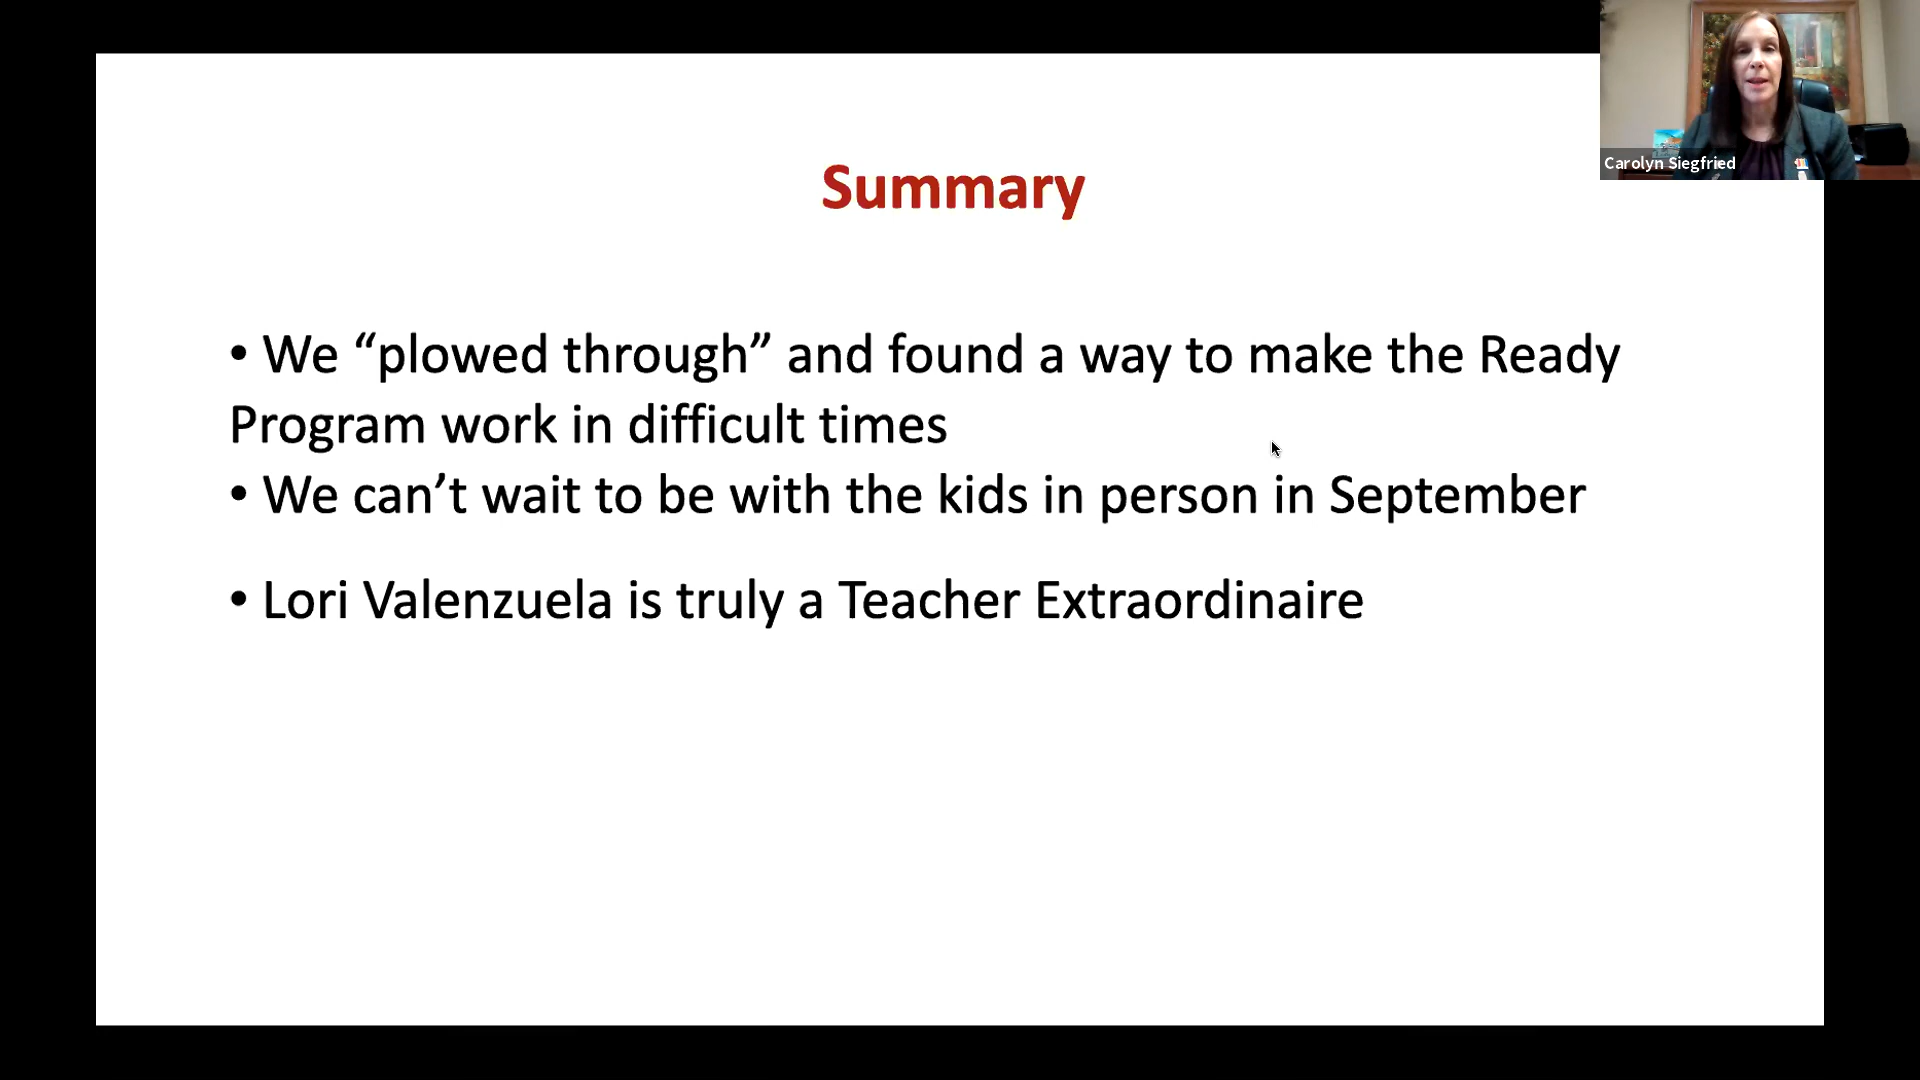 Carolyn Siegfried
Summary
• We “plowed through” and found a way to make the Ready
Program work in difficult times
• We can’t wait to be with the kids in person in September
• Lori Valenzuela is truly a Teacher Extraordinaire